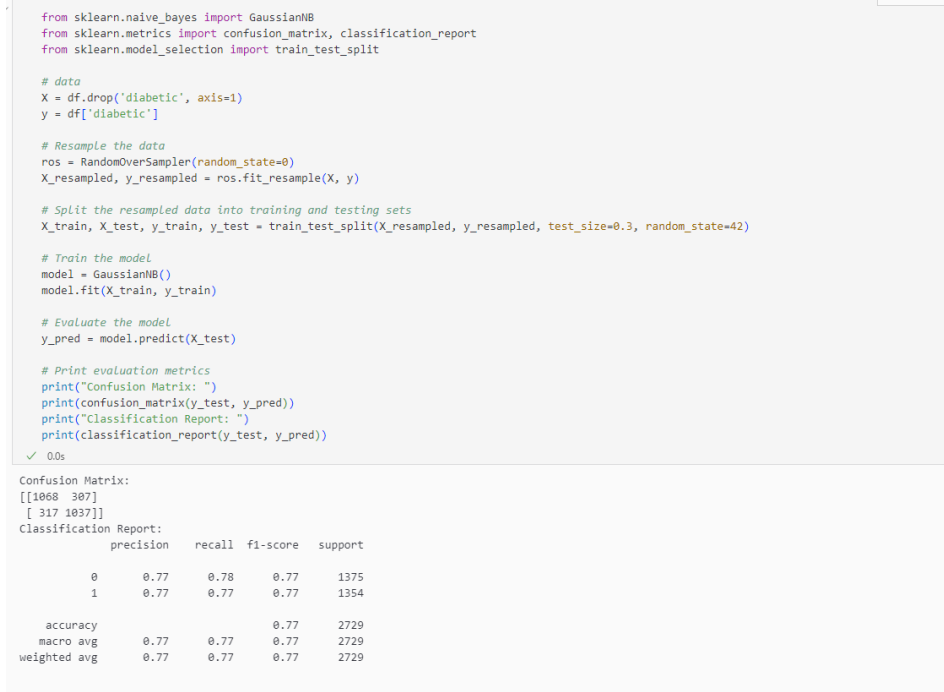 from sklearn.naive_bayes import GaussianNB
from sklearn.metrics import confusion_matrix, classification_report
from sklearn.model_selection import train_test_split

# data
X = df.drop('diabetic', axis=1)
y = df['diabetic']

# Resample the data
ros = RandomOverSampler(random_state=0)
X_resampled, y_resampled = ros.fit_resample(X, y)

# Split the resampled data into training and testing sets
X_train, X_test, y_train, y_test = train_test_split(X_resampled, y_resampled, test_size=0.3, random_state=42)

# Train the model
model = GaussianNB()
model.fit(X_train, y_train)

# Evaluate the model
y_pred = model.predict(X_test)

# Print evaluation metrics
print("Confusion Matrix: ")
print(confusion_matrix(y_test, y_pred))
print("Classification Report: ")
print(classification_report(y_test, y_pred))
✓ 0.0s
Confusion Matrix:
[[1068  307]
 [ 317 1037]]
Classification Report:
              precision    recall  f1-score   support

           0       0.77      0.78      0.77      1375
           1       0.77      0.77      0.77      1354

    accuracy                           0.77      2729
   macro avg       0.77      0.77      0.77      2729
weighted avg       0.77      0.77      0.77      2729